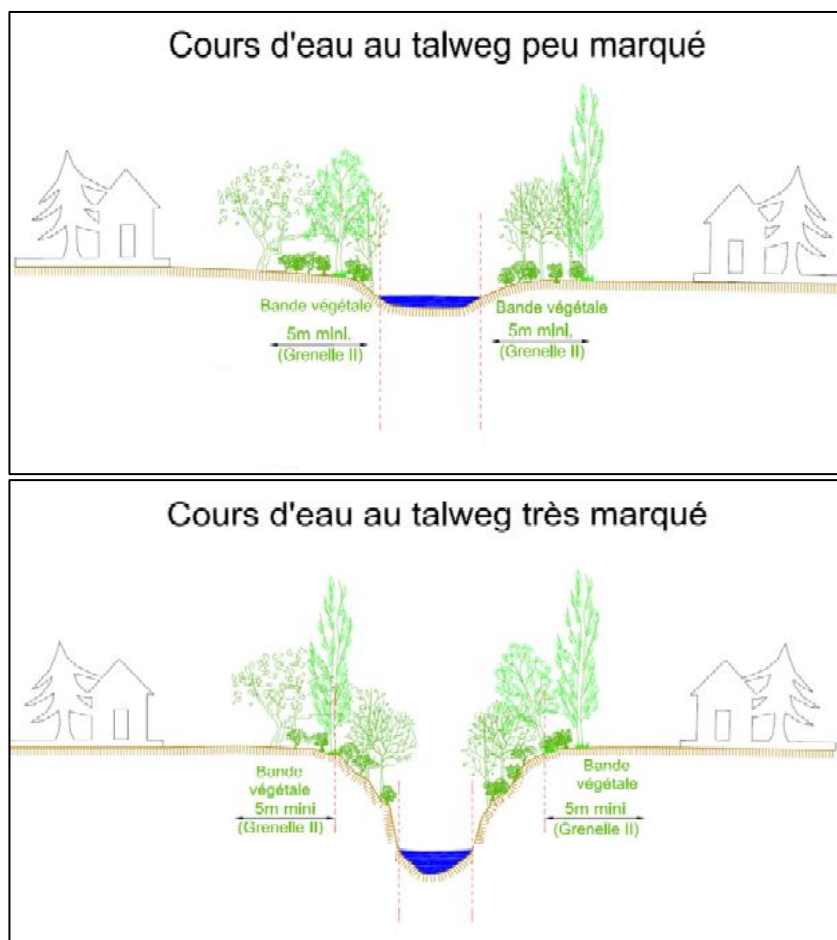 Cours d'eau au talweg peu marqué
Bande végétale
5m mini.
(Grenelle II)
Bande végétale
5m mini.
(Grenelle II)
Cours d'eau au talweg très marqué
Bande
végétale
5m mini
(Grenelle II)
Bande
végétale
5m mini
(Grenelle II)